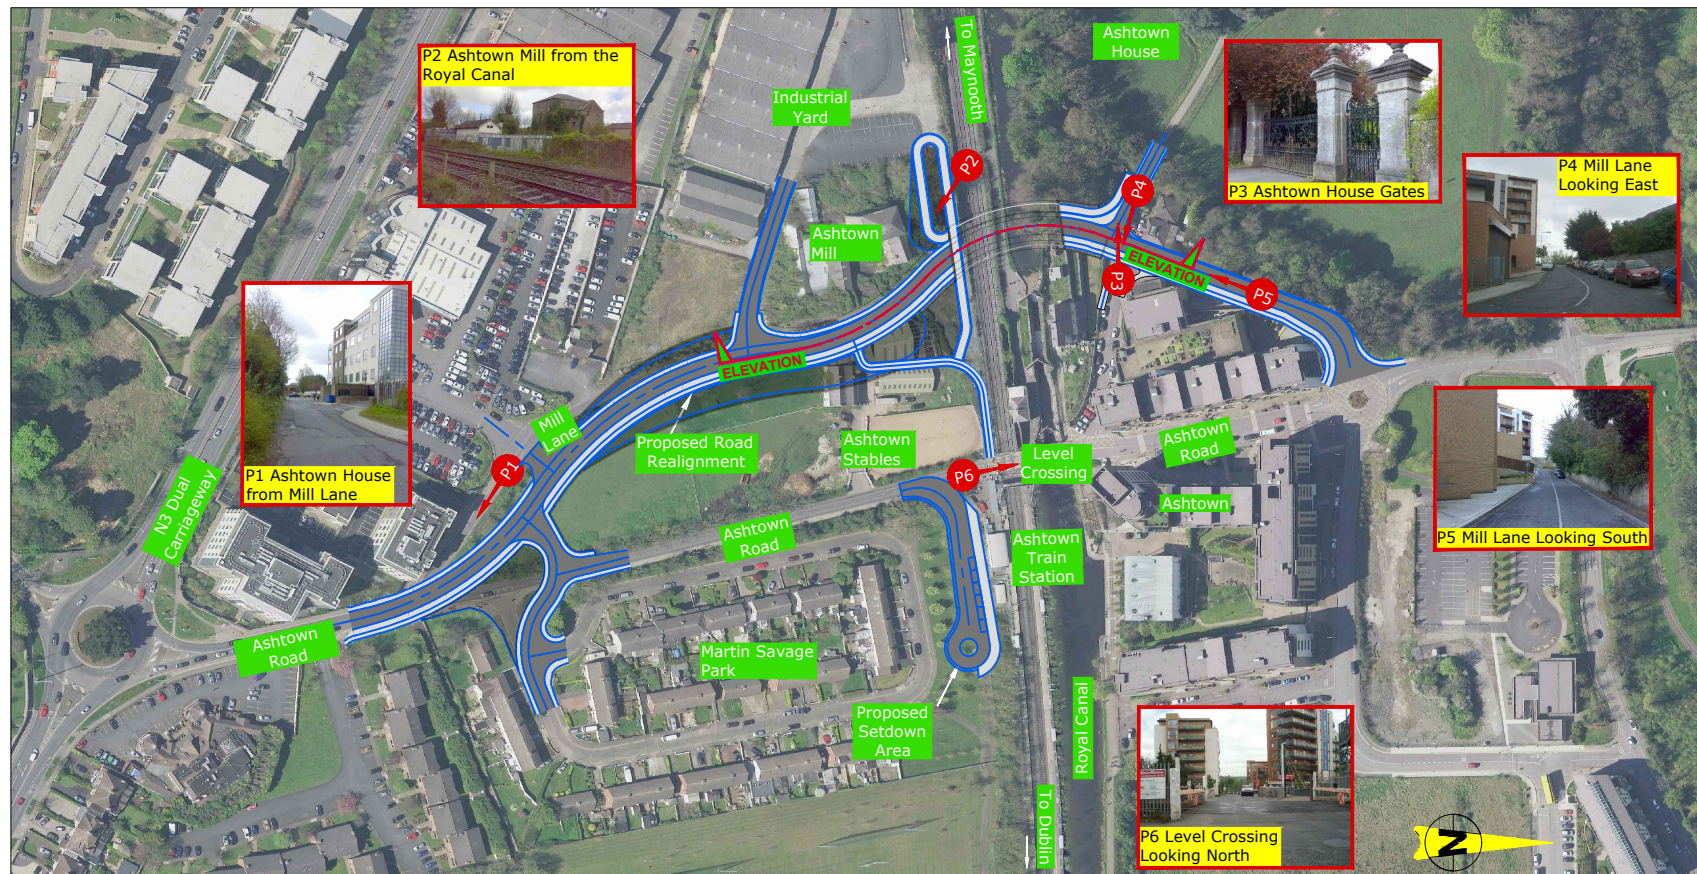 P2 Ashtown Mill from the
Royal Canal
To Maynooth
Ashtown
House
P3 Ashtown House Gates
P4 Mill Lane
Looking East
Industrial
Yard
P2
P4
Ashtown
Mill
ELEVATION
P3
P5
P1 Ashtown House
from Mill Lane
ELEVATION
Mill
Lane
Proposed Road
Realignment
Ashtown
Stables
Ashtown
Road
P5 Mill Lane Looking South
P1
P6
Level
Crossing
N3 Dual
Carriageway
Ashtown
Ashtown
Road
Ashtown
Train
Station
Ashtown
Road
Martin Savage
Park
Proposed
Setdown
Area
Royal Canal
To Dublin
P6 Level Crossing
Looking North
N